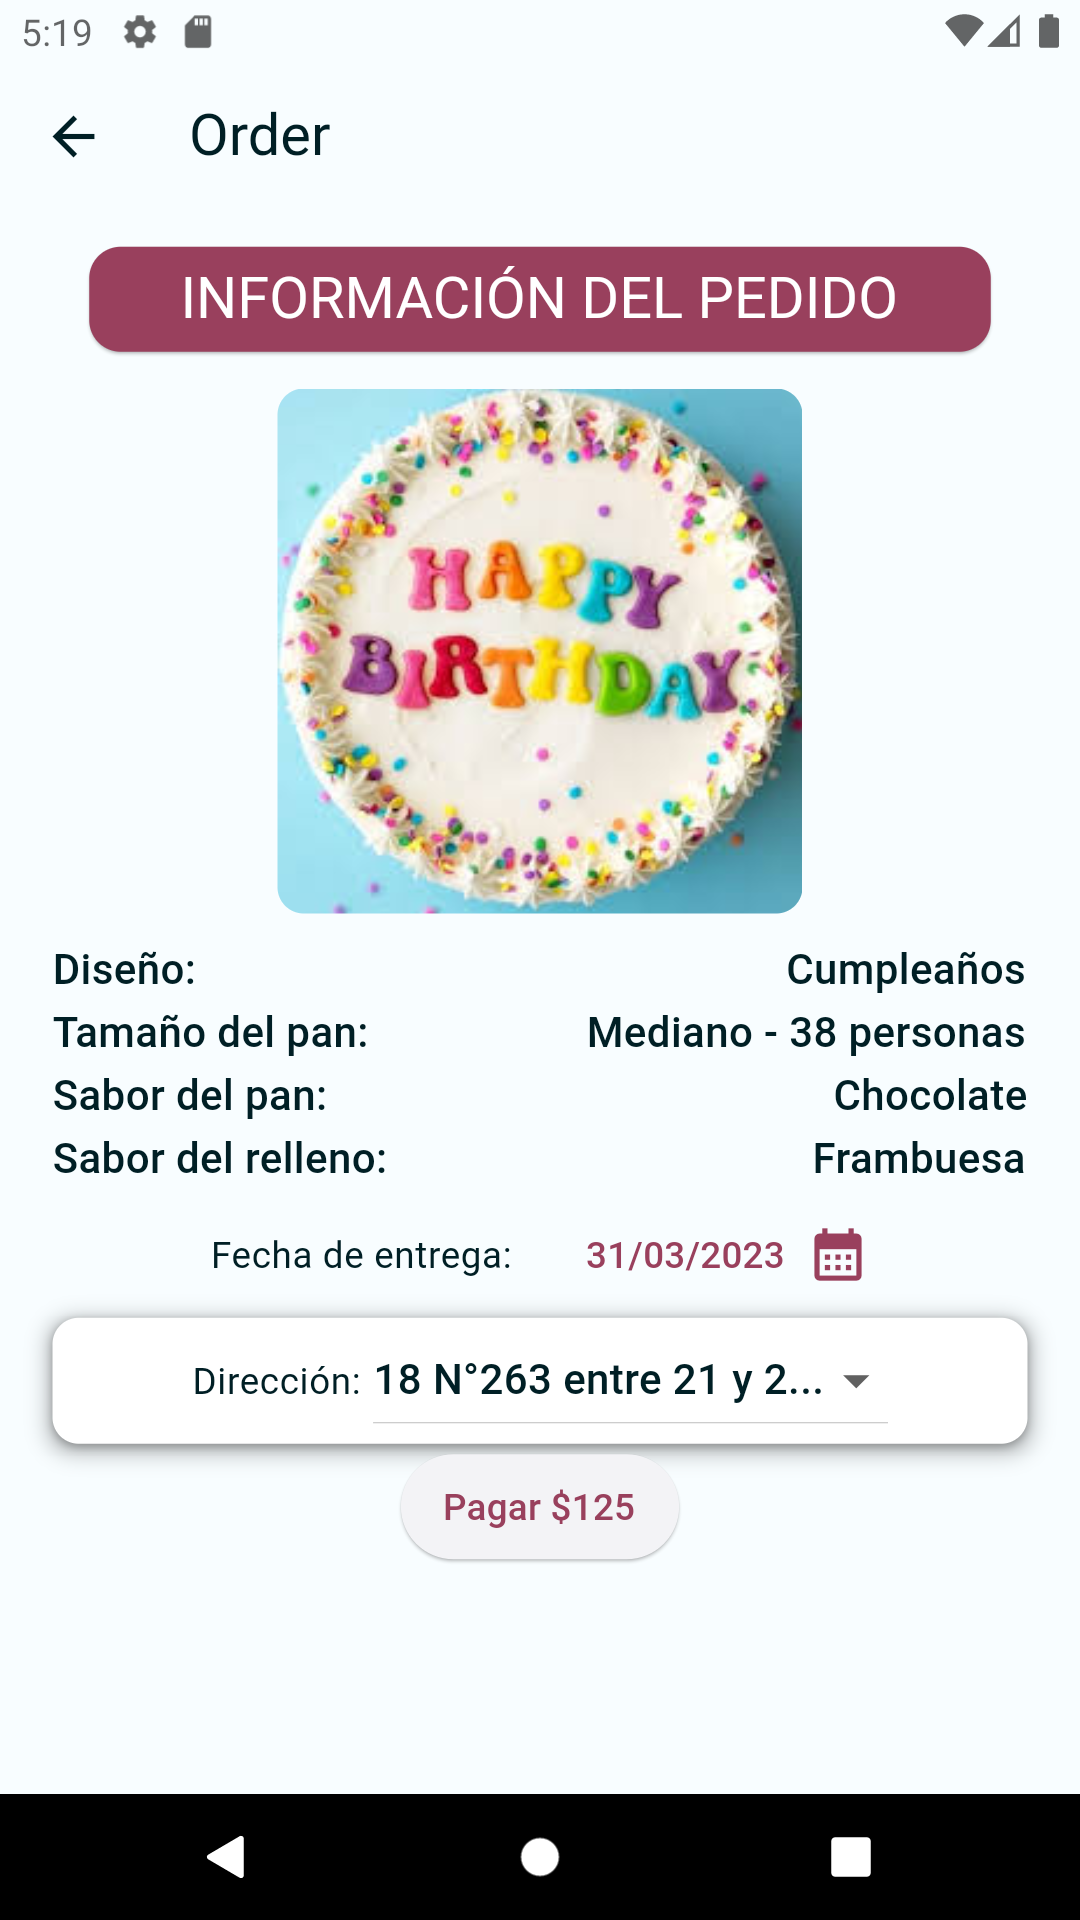 5:19
Order
INFORMACIÓN DEL PEDIDO
HAPPY
BIRTHDAY
Diseño: Cumpleaños
Tamaño del pan: Mediano - 38 personas
Sabor del pan: Chocolate
Sabor del relleno: Frambuesa
Fecha de entrega: 31/03/2023
Dirección: 18 N°263 entre 21 y 2...
Pagar $125